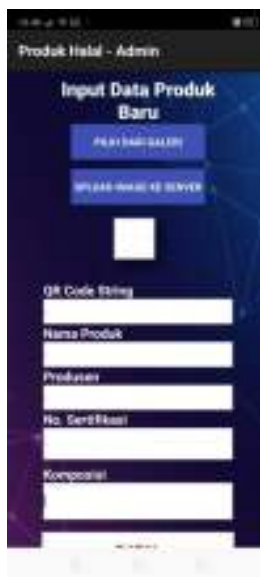 Produk Halal - Admin
Input Data Produk
Baru
PILIH DARI GALERI
UPLOAD IMAGE KE SERVER
QR Code String
Nama Produk
Produsen
No. Sertifikasi
Komposisi